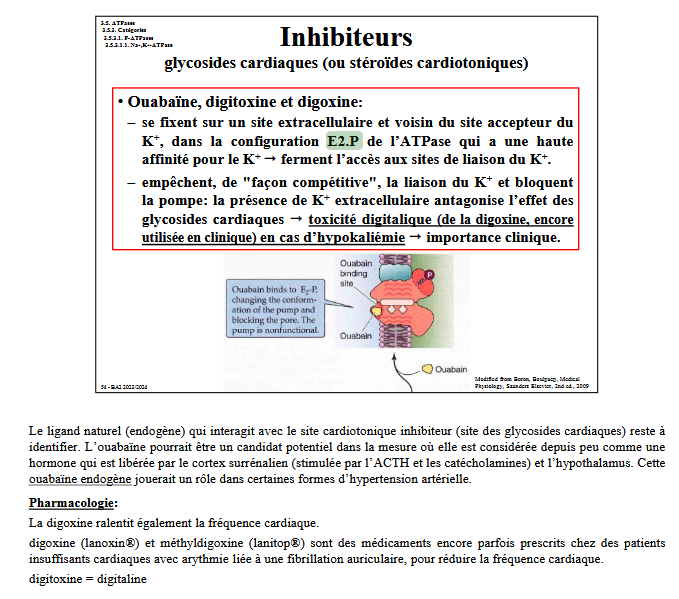 3.5. ATPases
3.5.3. Catégories
3.5.3.1. P-ATPases
3.5.3.1.1. Na+,K+-ATPase
Inhibiteurs
glycosides cardiaques (ou stéroïdes cardiotoniques)
• Ouabaïne, digitoxine et digoxine:
– se fixent sur un site extracellulaire et voisin du site accepteur du
K+, dans la configuration E2.P de l’ATPase qui a une haute
affinité pour le K+ → ferment l’accès aux sites de liaison du K+.
– empêchent, de "façon compétitive", la liaison du K+ et bloquent
la pompe: la présence de K+ extracellulaire antagonise l’effet des
glycosides cardiaques → toxicité digitalique (de la digoxine, encore
utilisée en clinique) en cas d’hypokaliémie → importance clinique.
Ouabain
binding
site
P
Ouabain binds to E2-P,
changing the conform-
ation of the pump and
blocking the pore. The
pump is nonfunctional.
Ouabain
Ouabain
Modified from Boron, Boulpaep, Medical
Physiology, Saunders Elsevier, 2nd ed., 2009
54 - BA2 2023/2024
Le ligand naturel (endogène) qui interagit avec le site cardiotonique inhibiteur (site des glycosides cardiaques) reste à
identifier. L’ouabaïne pourrait être un candidat potentiel dans la mesure où elle est considérée depuis peu comme une
hormone qui est libérée par le cortex surrénalien (stimulée par l’ACTH et les catécholamines) et l’hypothalamus. Cette
ouabaïne endogène jouerait un rôle dans certaines formes d’hypertension artérielle.
Pharmacologie:
La digoxine ralentit également la fréquence cardiaque.
digoxine (lanoxin®) et méthyldigoxine (lanitop®) sont des médicaments encore parfois prescrits chez des patients
insuffisants cardiaques avec arythmie liée à une fibrillation auriculaire, pour réduire la fréquence cardiaque.
digitoxine = digitaline